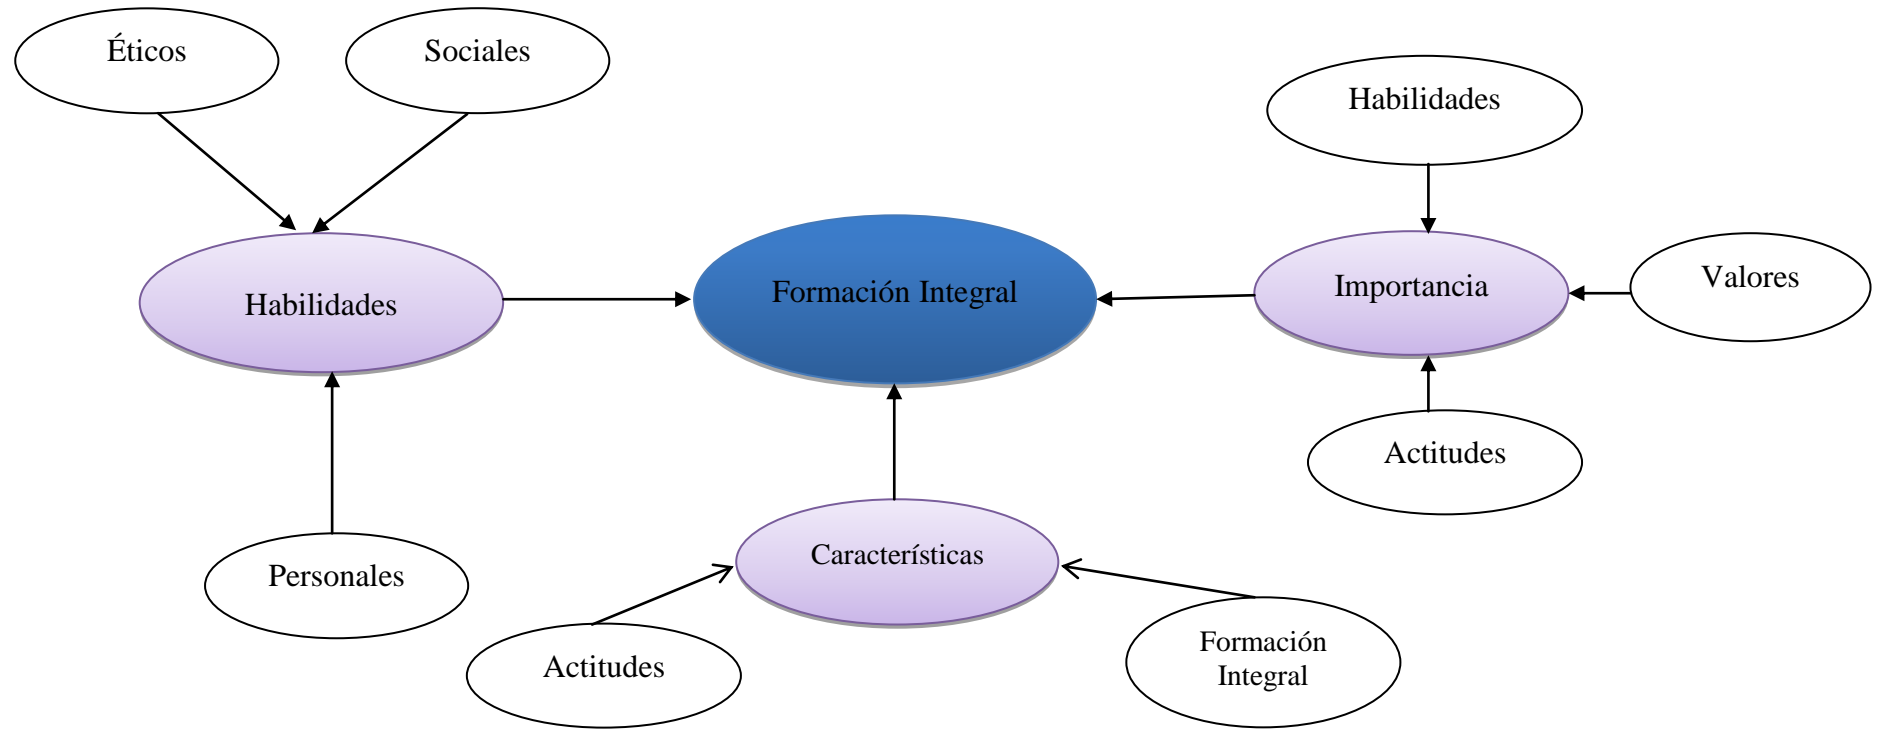 Éticos
Sociales
Habilidades
Habilidades
Formación Integral
Importancia
Valores
Actitudes
Características
Personales
Actitudes
Formación
Integral